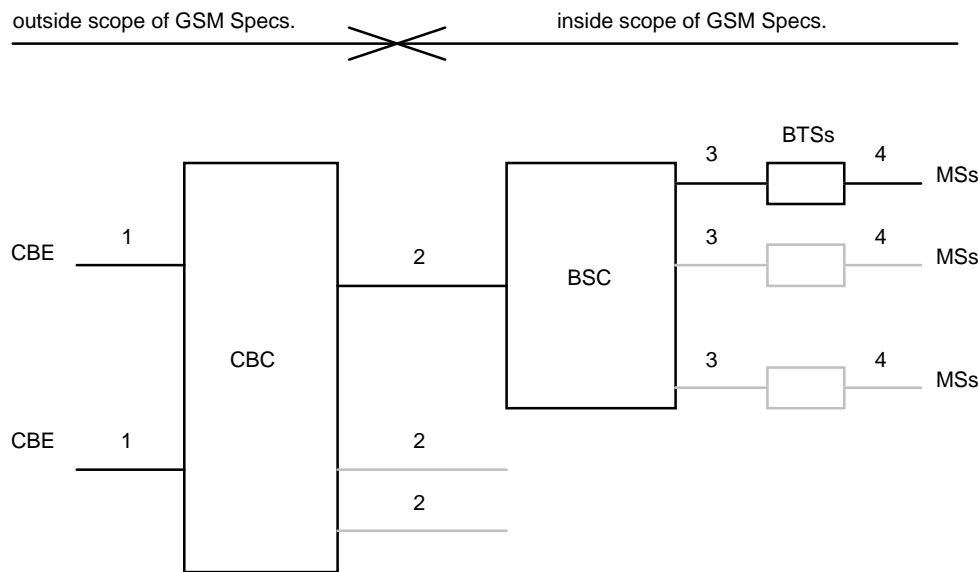 outside scope of GSM Specs. inside scope of GSM Specs.
BTSs
3 4
MSs
1 3 4
CBE 2 MSs
BSC
CBC
3 4
MSs
CBE 1 2
2